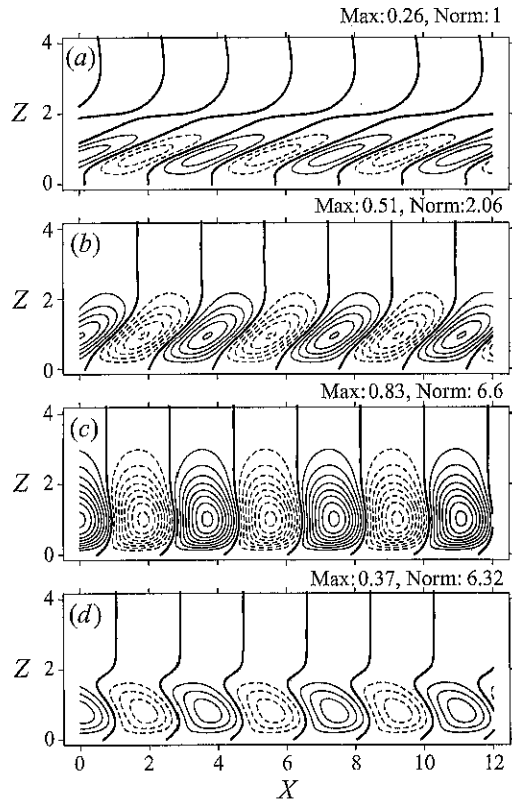 Max: 0.26, Norm: 1
(a)
4
Z 2
0
Max: 0.51, Norm: 2.06
(b)
4
Z 2
0
Max: 0.83, Norm: 6.6
(c)
4
Z 2
0
Max: 0.37, Norm: 6.32
(d)
4
Z 2
0
0 2 4 6 8 10 12
X